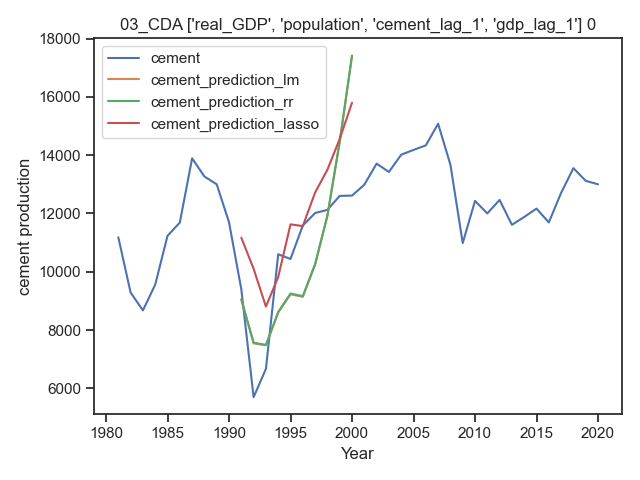 03_CDA ['real_GDP', 'population', 'cement_lag_1', 'gdp_lag_1'] 0
18000
16000
14000
12000
10000
8000
6000
cement production
cement
cement_prediction_lm
cement_prediction_rr
cement_prediction_lasso
1980 1985 1990 1995 2000 2005 2010 2015 2020
Year